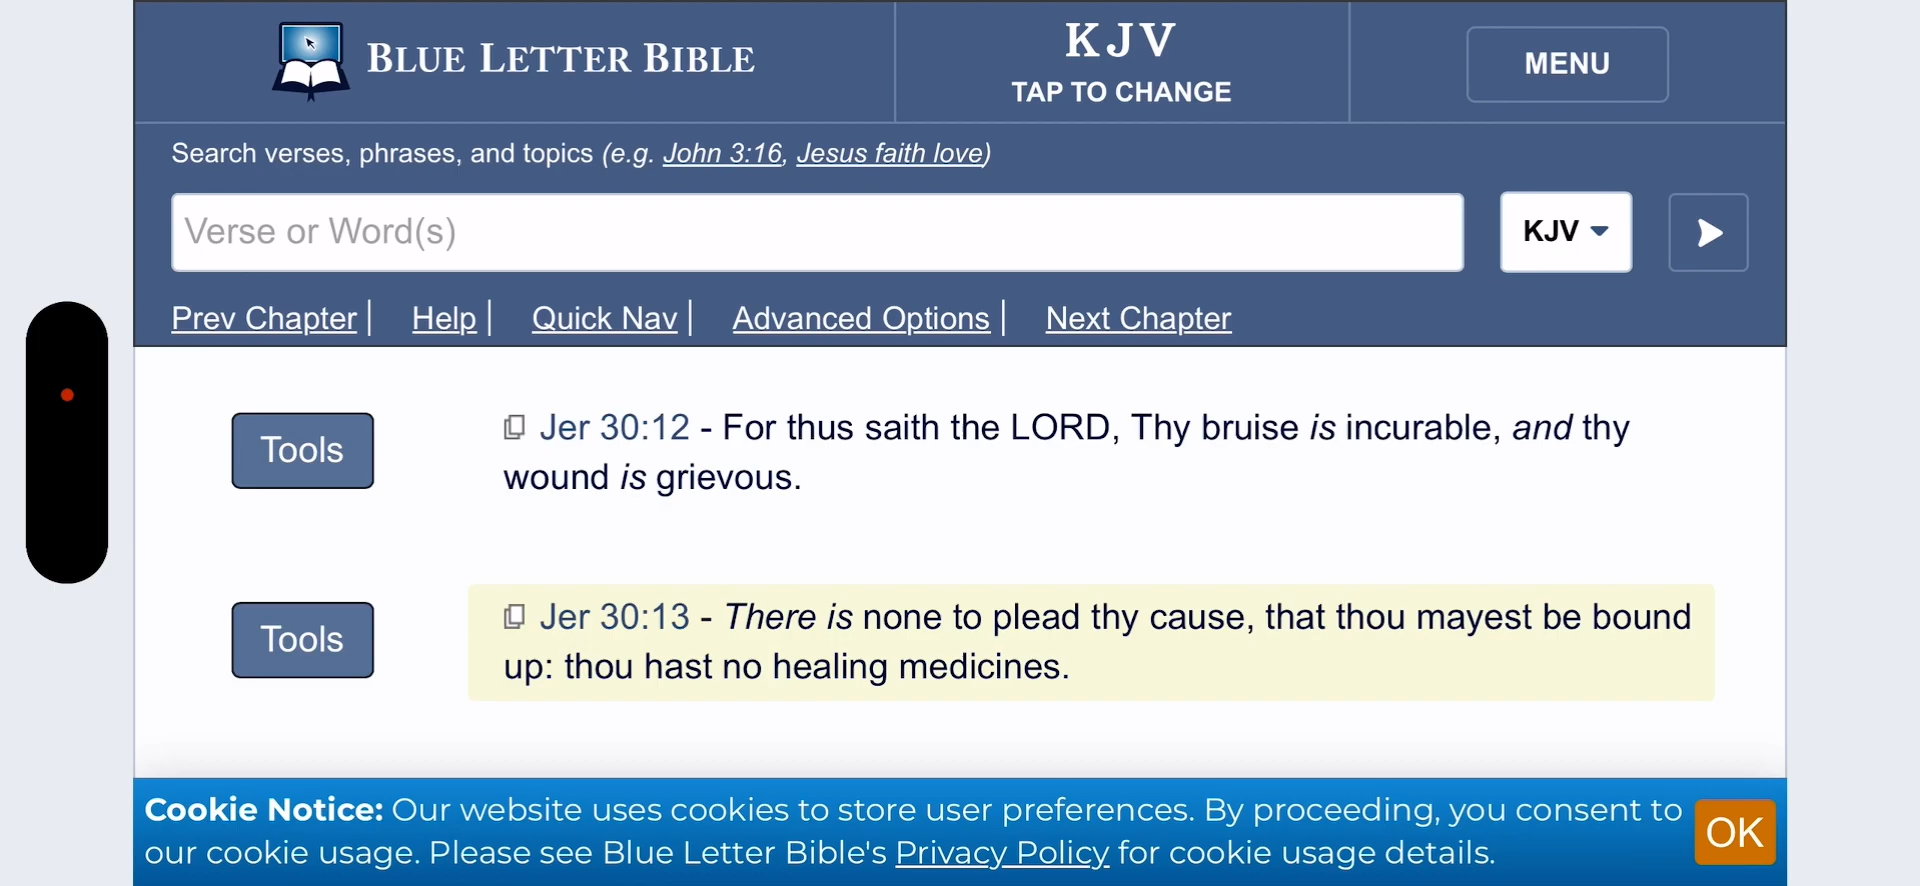 BLUE LETTER BIBLE
KJV
TAP TO CHANGE
MENU
Search verses, phrases, and topics (e.g. John 3:16, Jesus faith love)
Verse or Word(s)
KJV
Prev Chapter | Help | Quick Nav | Advanced Options | Next Chapter
Tools
Jer 30:12 - For thus saith the LORD, Thy bruise is incurable, and thy
wound is grievous.
Tools
Jer 30:13 - There is none to plead thy cause, that thou mayest be bound
up: thou hast no healing medicines.
Cookie Notice: Our website uses cookies to store user preferences. By proceeding, you consent to
our cookie usage. Please see Blue Letter Bible's Privacy Policy for cookie usage details.
OK